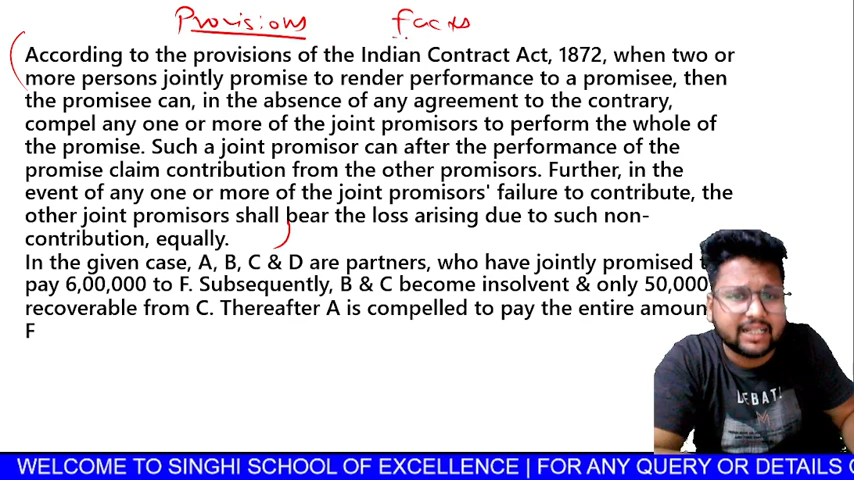 Provisions Facts
According to the provisions of the Indian Contract Act, 1872, when two or
more persons jointly promise to render performance to a promisee, then
the promisee can, in the absence of any agreement to the contrary,
compel any one or more of the joint promisors to perform the whole of
the promise. Such a joint promisor can after the performance of the
promise claim contribution from the other promisors. Further, in the
event of any one or more of the joint promisors' failure to contribute, the
other joint promisors shall bear the loss arising due to such non-
contribution, equally.
In the given case, A, B, C & D are partners, who have jointly promised
pay 6,00,000 to F. Subsequently, B & C become insolvent & only 50,000
recoverable from C. Thereafter A is compelled to pay the entire
F
DEBAT
WELCOME TO SINGHI SCHOOL OF EXCELLENCE | FOR ANY QUERY OR DETAILS